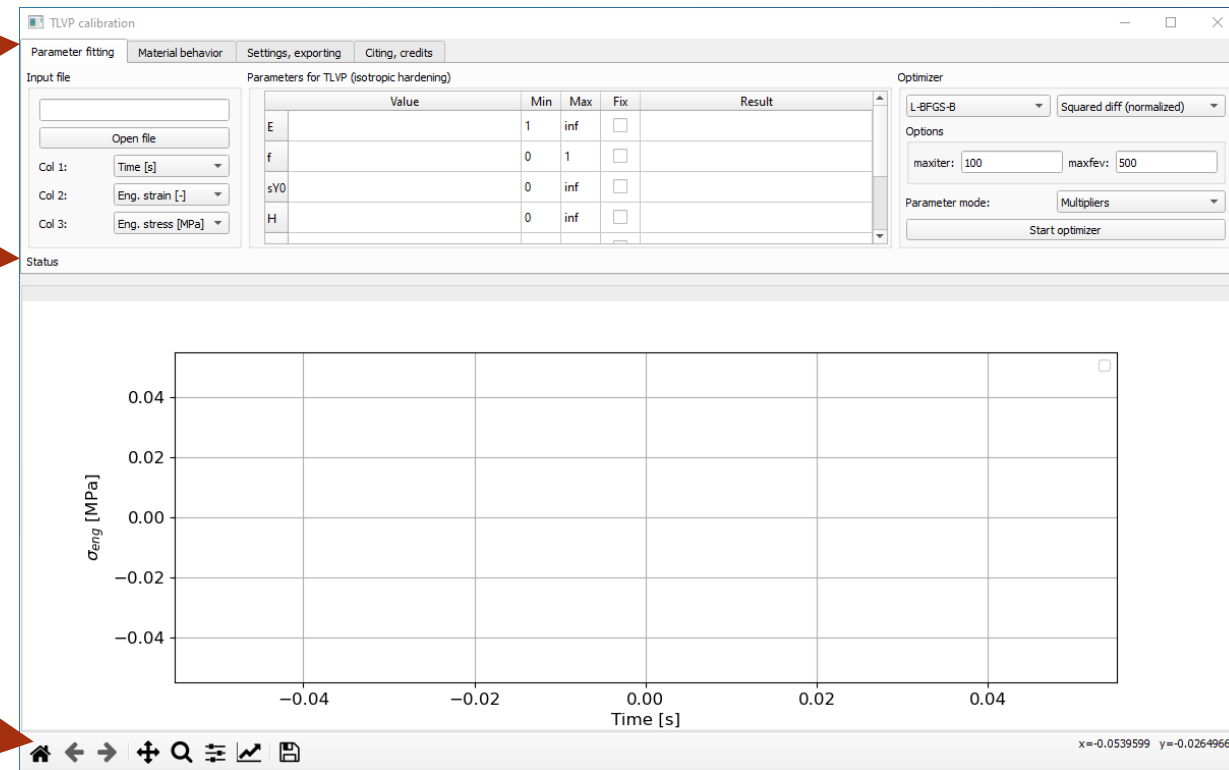 TLVP calibration
Parameter fitting Material behavior Settings, exporting Citing, credits
Input file Parameters for TLVP (isotropic hardening) Optimizer
Value Min Max Fix Result
L-BFGS-B Squared diff (normalized)
E 1 inf
Open file Options
f 0 1
Col 1: Time [s] maxiter: 100 maxfev: 500
sY0 0 inf
Col 2: Eng. strain [-] Parameter mode: Multipliers
H 0 inf
Col 3: Eng. stress [MPa] Start optimizer
Status
0.04
0.02
0.00
−0.02
−0.04
σeng [MPa]
−0.04 −0.02 0.00 0.02 0.04
Time [s]
x=-0.0539599 y=-0.0264966